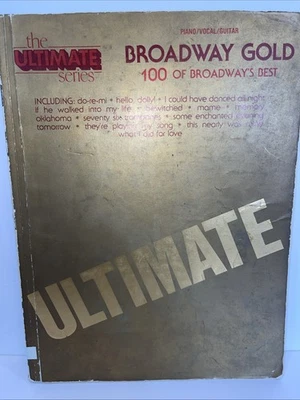 the
ULTIMATE
series
PIANO/VOCAL/GUITAR
BROADWAY GOLD
100 OF BROADWAY'S BEST
INCLUDING: do-re-mi • hello, dolly! • i could have danced all night
if he walked into my life • bewitched • mame •
oklahoma • seventy six • some enchanted evening
tomorrow • they're playing my song • this nearly was
what i did for love
ULTIMATE